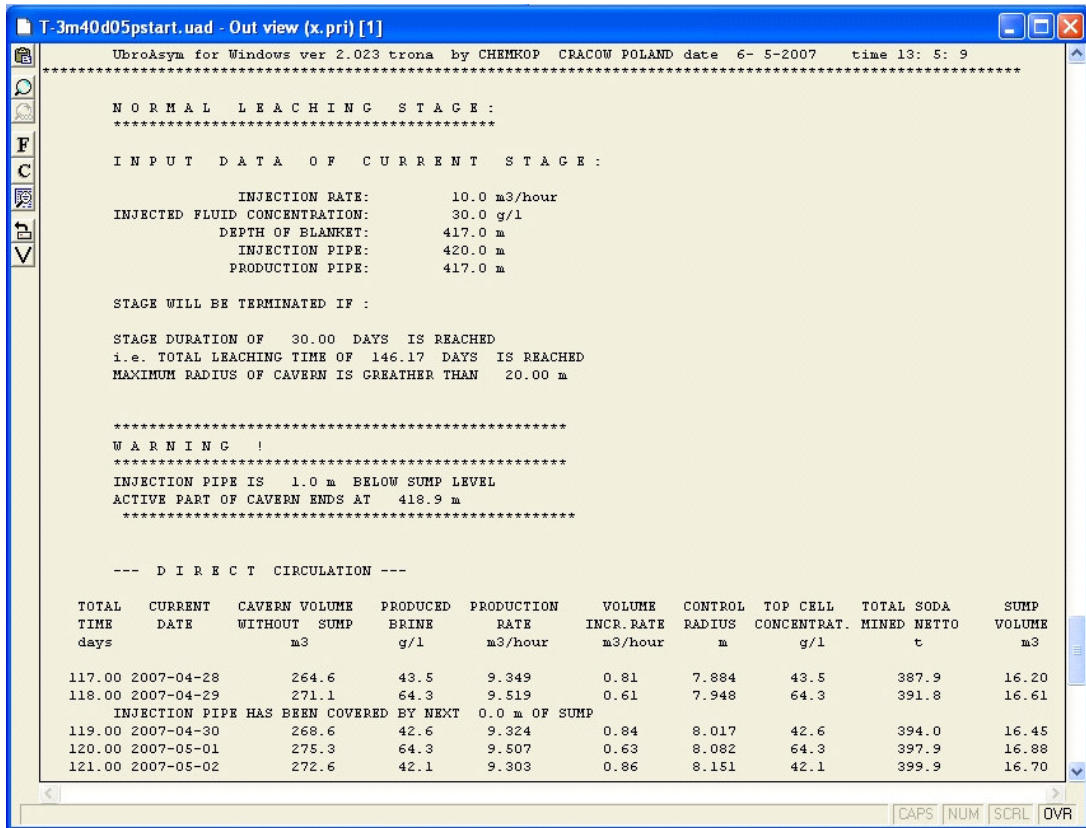 T-3m40d05pstart.uad - Out view (x.pri) [1]
UbroAsym for Windows ver 2.023 trona by CHEMKOP CRACOW POLAND date 6- 5-2007 time 13: 5: 9
*************************************************************************************************************
N O R M A L L E A C H I N G S T A G E :
******************************************
I N P U T D A T A O F C U R R E N T S T A G E :
INJECTION RATE: 10.0 m3/hour
INJECTED FLUID CONCENTRATION: 30.0 g/l
DEPTH OF BLANKET: 417.0 m
INJECTION PIPE: 420.0 m
PRODUCTION PIPE: 417.0 m
STAGE WILL BE TERMINATED IF :
STAGE DURATION OF 30.00 DAYS IS REACHED
i.e. TOTAL LEACHING TIME OF 146.17 DAYS IS REACHED
MAXIMUM RADIUS OF CAVERN IS GREATHER THAN 20.00 m
**************************************************
W A R N I N G !
**************************************************
INJECTION PIPE IS 1.0 m BELOW SUMP LEVEL
ACTIVE PART OF CAVERN ENDS AT 418.9 m
**************************************************
--- D I R E C T CIRCULATION ---
TOTAL CURRENT CAVERN VOLUME PRODUCED PRODUCTION VOLUME CONTROL TOP CELL TOTAL SODA SUMP
TIME DATE WITHOUT SUMP BRINE RATE INCR.RATE RADIUS CONCENTRAT. MINED NETTO VOLUME
days m3 g/l m3/hour m3/hour m g/l t m3
117.00 2007-04-28 264.6 43.5 9.349 0.81 7.884 43.5 387.9 16.20
118.00 2007-04-29 271.1 64.3 9.519 0.61 7.948 64.3 391.8 16.61
INJECTION PIPE HAS BEEN COVERED BY NEXT 0.0 m OF SUMP
119.00 2007-04-30 268.6 42.6 9.324 0.84 8.017 42.6 394.0 16.45
120.00 2007-05-01 275.3 64.3 9.507 0.63 8.082 64.3 397.9 16.88
121.00 2007-05-02 272.6 42.1 9.303 0.86 8.151 42.1 399.9 16.70
F
C
V
CAPS NUM SCRL OVR